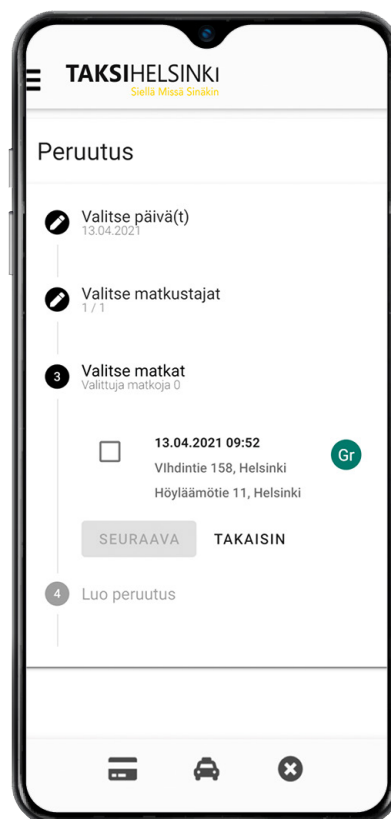 TAKSIHELSINKI
Siellä Missä Sinäkin
Peruutus
Valitse päivä(t)
13.04.2021
Valitse matkustajat
1 / 1
3 Valitse matkat
Valittuja matkoja 0
13.04.2021 09:52
VIhdintie 158, Helsinki
Gr
Höyläämötie 11, Helsinki
SEURAAVA TAKAISIN
4 Luo peruutus